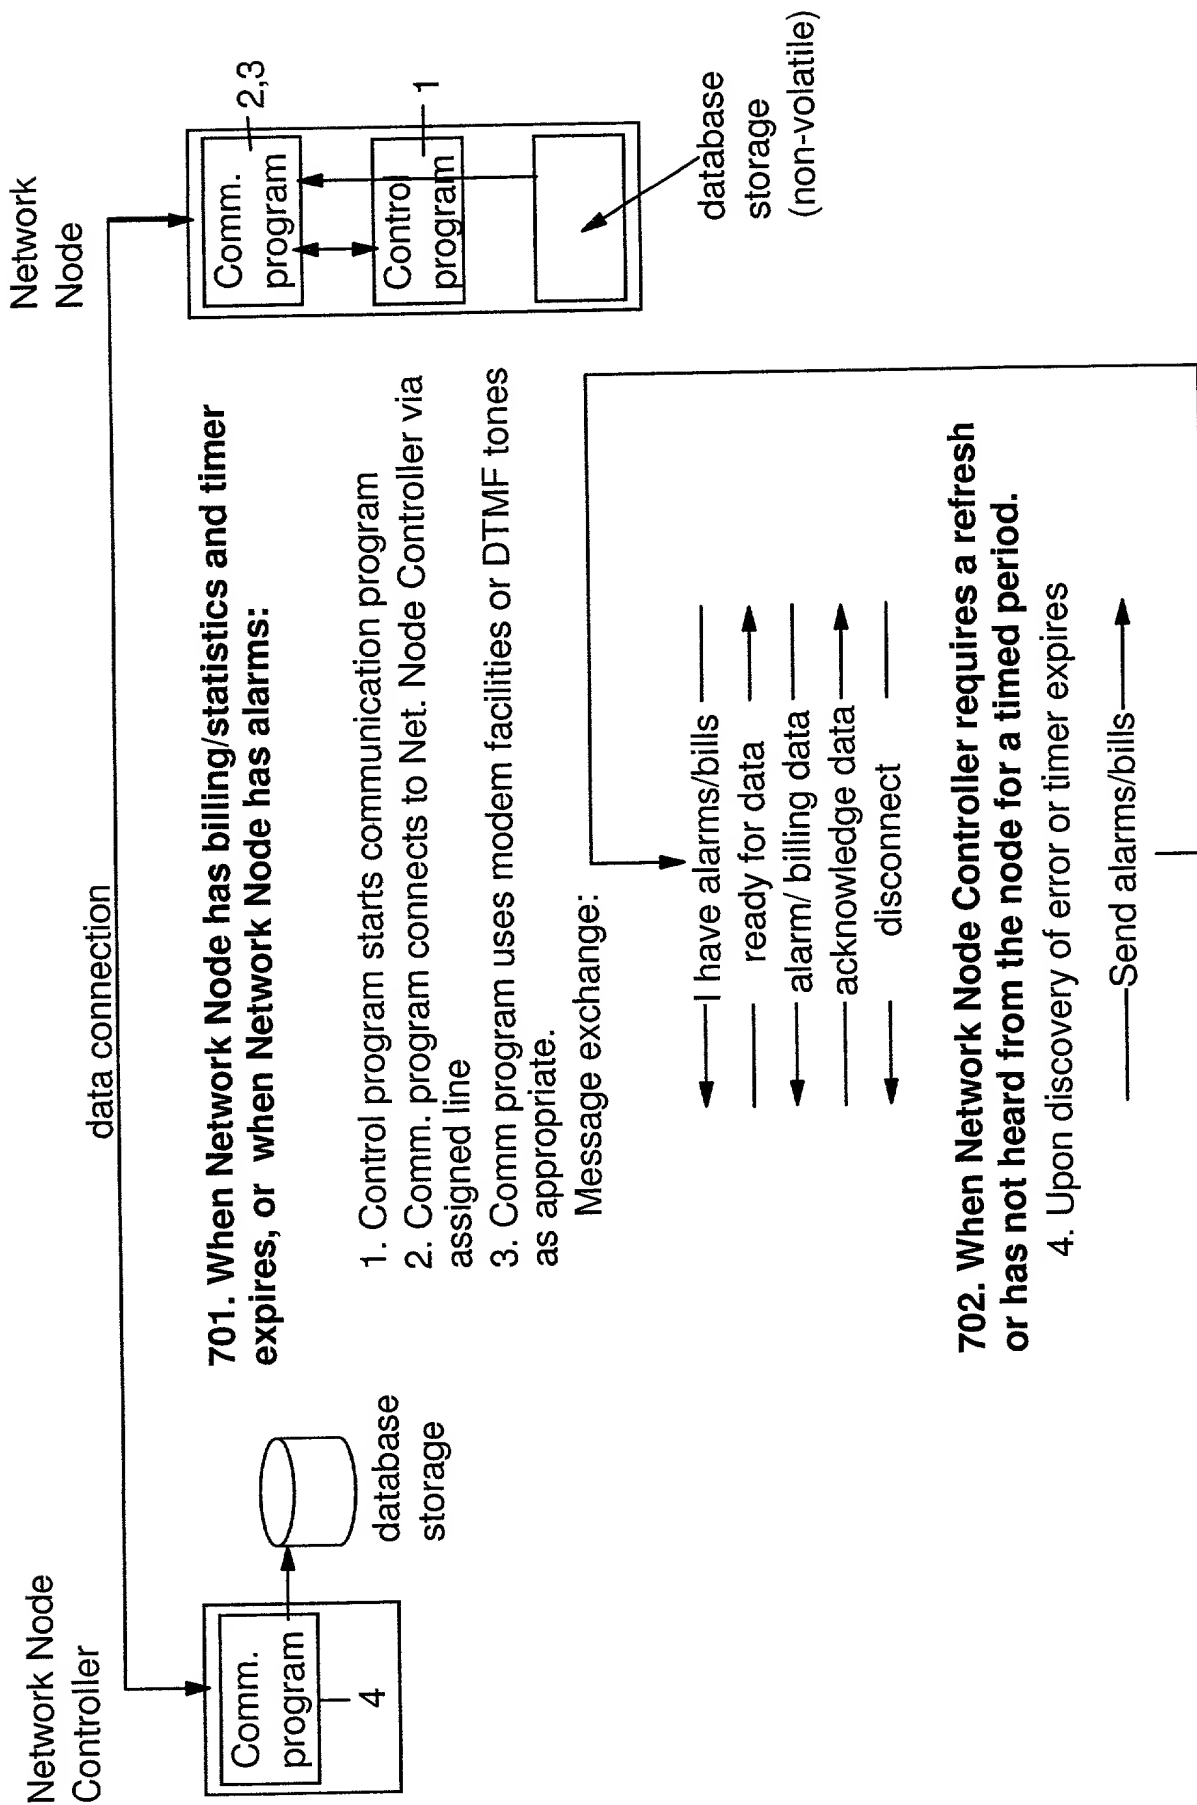 Network Node
Controller
Comm.
program
4
database
storage
data connection
Network
Node
Comm.
program
2,3
Control
program
1
database
storage
(non-volatile)
701. When Network Node has billing/statistics and timer
expires, or when Network Node has alarms:
1. Control program starts communication program
2. Comm. program connects to Net. Node Controller via
assigned line
3. Comm program uses modem facilities or DTMF tones
as appropriate.
Message exchange:
I have alarms/bills
ready for data
alarm/ billing data
acknowledge data
disconnect
702. When Network Node Controller requires a refresh
or has not heard from the node for a timed period.
4. Upon discovery of error or timer expires
Send alarms/bills